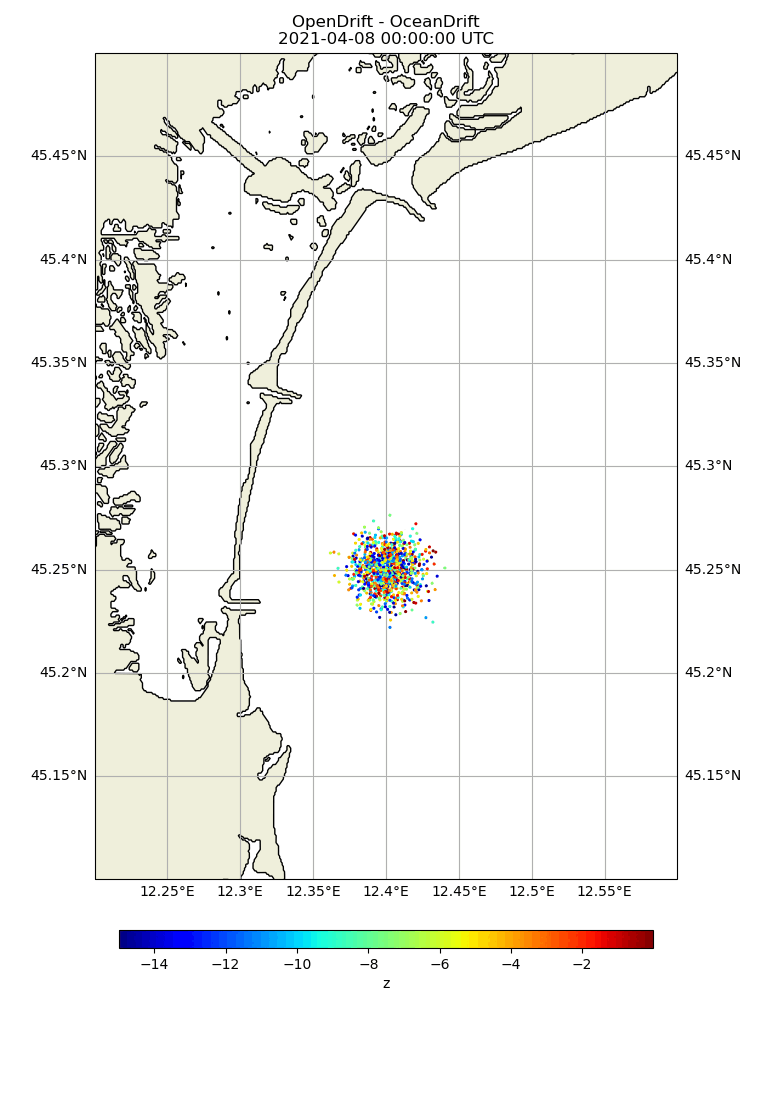 OpenDrift - OceanDrift
2021-04-08 00:00:00 UTC
45.45°N 45.45°N
45.4°N 45.4°N
45.35°N 45.35°N
45.3°N 45.3°N
45.25°N 45.25°N
45.2°N 45.2°N
45.15°N 45.15°N
12.25°E 12.3°E 12.35°E 12.4°E 12.45°E 12.5°E 12.55°E
−14 −12 −10 −8 −6 −4 −2
z